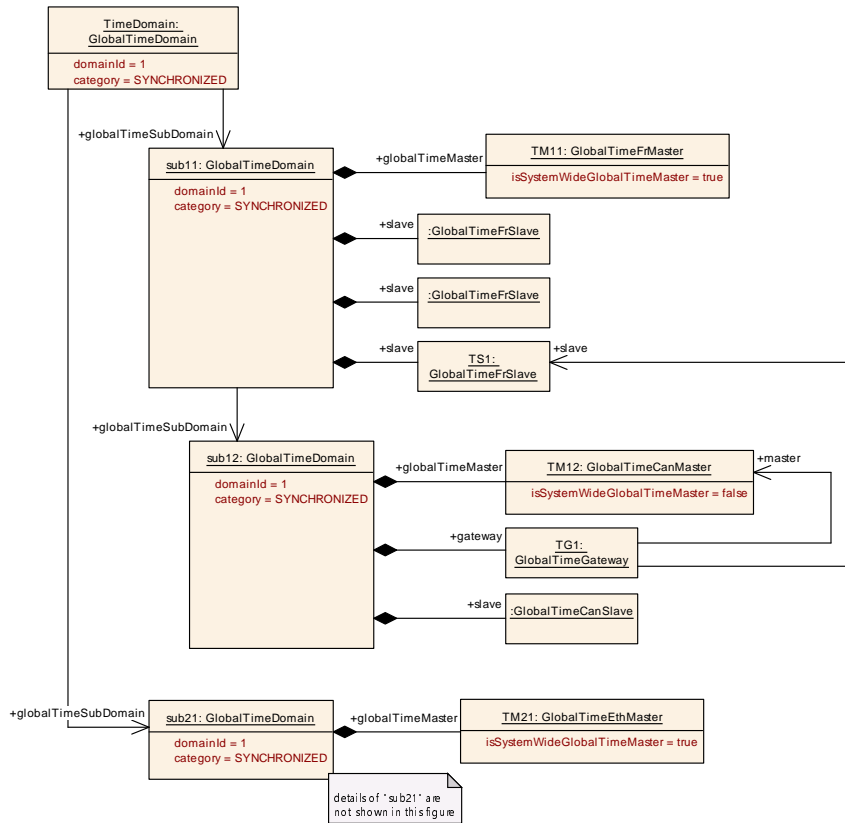 TimeDomain:
GlobalTimeDomain
domainId = 1
category = SYNCHRONIZED
+globalTimeSubDomain
sub11: GlobalTimeDomain
domainId = 1
category = SYNCHRONIZED
+globalTimeMaster
TM11: GlobalTimeFrMaster
isSystemWideGlobalTimeMaster = true
+slave
:GlobalTimeFrSlave
+slave
:GlobalTimeFrSlave
+slave
TS1:
GlobalTimeFrSlave
+slave
+globalTimeSubDomain
sub12: GlobalTimeDomain
domainId = 1
category = SYNCHRONIZED
+globalTimeMaster
TM12: GlobalTimeCanMaster
isSystemWideGlobalTimeMaster = false
+master
+gateway
TG1:
GlobalTimeGateway
+slave
:GlobalTimeCanSlave
+globalTimeSubDomain
sub21: GlobalTimeDomain
domainId = 1
category = SYNCHRONIZED
+globalTimeMaster
TM21: GlobalTimeEthMaster
isSystemWideGlobalTimeMaster = true
details of "sub21" are
not shown in this figure